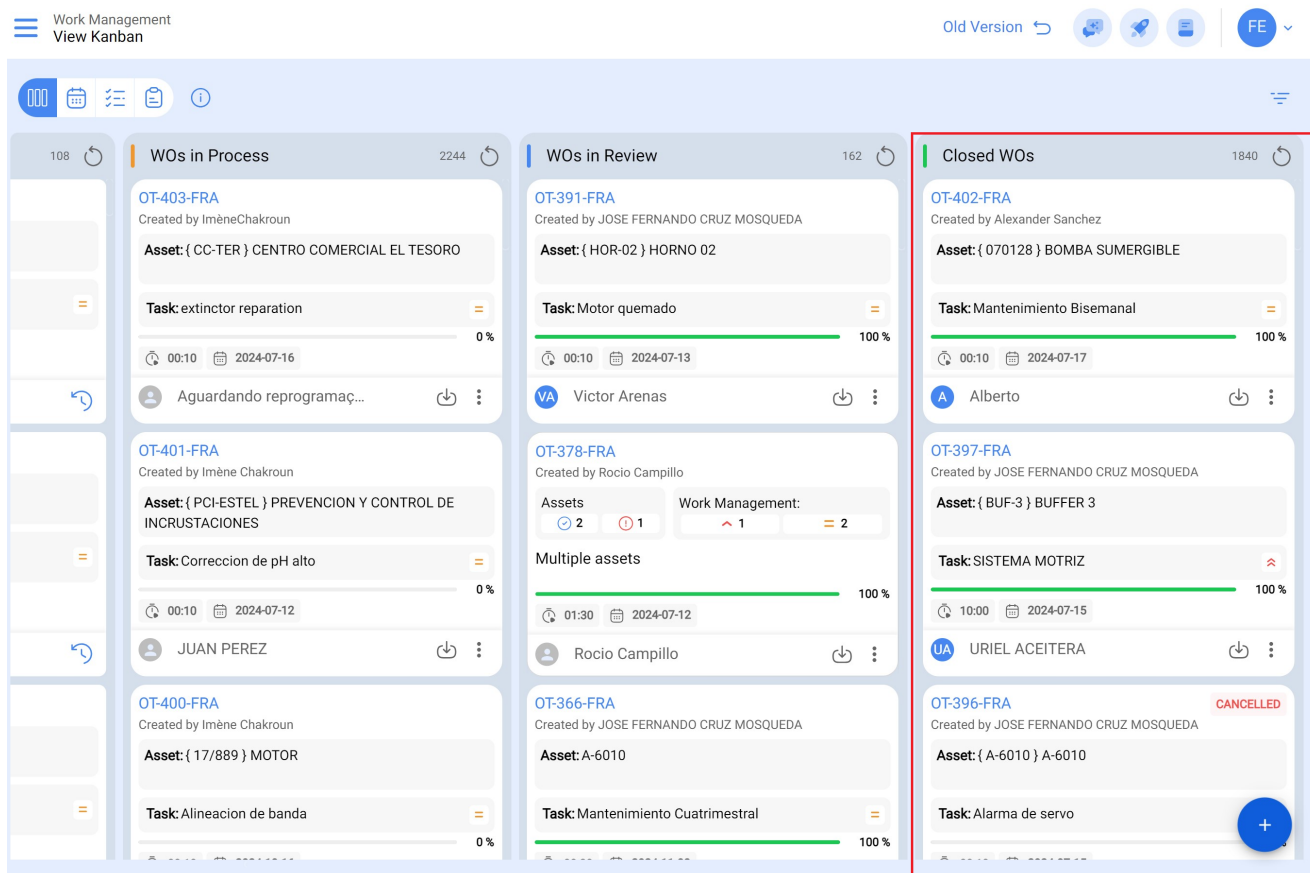 Work Management
View Kanban
Old Version
FE
108
WOs in Process
2244
OT-403-FRA
Created by ImèneChakroun
Asset: { CC-TER } CENTRO COMERCIAL EL TESORO
Task: extinctor reparation
0 %
00:10
2024-07-16
Aguardando reprogramaç...
OT-401-FRA
Created by Imène Chakroun
Asset: { PCI-ESTEL } PREVENCION Y CONTROL DE
INCRUSTACIONES
Task: Correccion de pH alto
0 %
00:10
2024-07-12
JUAN PEREZ
OT-400-FRA
Created by Imène Chakroun
Asset: { 17/889 } MOTOR
Task: Alineacion de banda
0 %
WOs in Review
162
OT-391-FRA
Created by JOSE FERNANDO CRUZ MOSQUEDA
Asset: { HOR-02 } HORNO 02
Task: Motor quemado
100 %
00:10
2024-07-13
VA
Victor Arenas
OT-378-FRA
Created by Rocio Campillo
Assets
2
1
Work Management:
1
2
Multiple assets
100 %
01:30
2024-07-12
Rocio Campillo
OT-366-FRA
Created by JOSE FERNANDO CRUZ MOSQUEDA
Asset: A-6010
Task: Mantenimiento Cuatrimestral
100 %
Closed WOs
1840
OT-402-FRA
Created by Alexander Sanchez
Asset: { 070128 } BOMBA SUMERGIBLE
Task: Mantenimiento Bisemanal
100 %
00:10
2024-07-17
A
Alberto
OT-397-FRA
Created by JOSE FERNANDO CRUZ MOSQUEDA
Asset: { BUF-3 } BUFFER 3
Task: SISTEMA MOTRIZ
100 %
10:00
2024-07-15
UA
URIEL ACEITERA
OT-396-FRA
CANCELLED
Created by JOSE FERNANDO CRUZ MOSQUEDA
Asset: { A-6010 } A-6010
Task: Alarma de servo